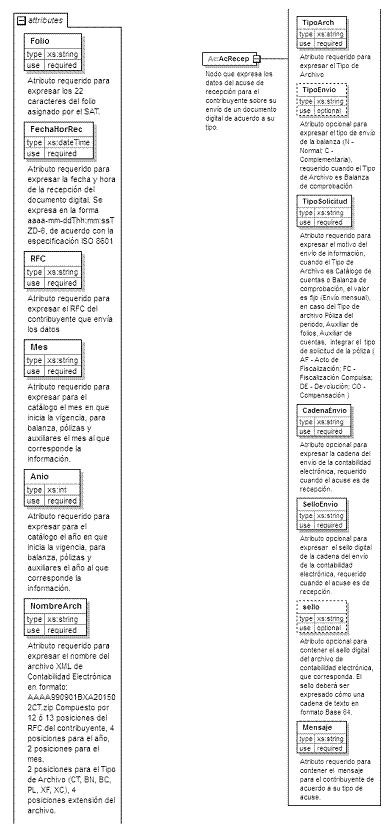 attributes
Folio
type xs:string
use required
Atributo requerido para
expresar los 22
caracteres del folio
asignado por el SAT.
FechaHorRec
type xs:dateTime
use required
Atributo requerido para
expresar la fecha y hora
de la recepción del
documento digital. Se
expresa en la forma
aaaa-mm-ddThh:mm:ssT
ZD-6, de acuerdo con la
especificación ISO 8601
RFC
type xs:string
use required
Atributo requerido para
expresar el RFC del
contribuyente que envía
los datos
Mes
type xs:string
use required
Atributo requerido para
expresar para el
catálogo el mes en que
inicia la vigencia, para
balanza, pólizas y
auxiliares el mes al que
corresponde la
información.
Anio
type xs:int
use required
Atributo requerido para
expresar para el
catálogo el año en que
inicia la vigencia, para
balanza, pólizas y
auxiliares el año al que
corresponde la
información.
NombreArch
type xs:string
use required
Atributo requerido para
expresar el nombre del
archivo XML de
Contabilidad Electrónica
en formato:
AAAA990901BXA20150
2CT.zip Compuesto por
12 ó 13 posiciones del
RFC del contribuyente, 4
posiciones para el año,
2 posiciones para el
mes,
2 posiciones para el Tipo
de Archivo (CT, BN, BC,
PL, XF, XC), 4
posiciones extensión del
archivo.
Ac:AcRecep
Nodo que expresa los
datos del acuse de
recepción para el
contribuyente sobre su
envío de un documento
digital de acuerdo a su
tipo.
TipoArch
type xs:string
use required
Atributo requerido para
expresar el Tipo de
Archivo
TipoEnvio
type xs:string
use optional
Atributo opcional para
expresar el tipo de envío
de la balanza (N -
Normal; C -
Complementaria),
requerido cuando el Tipo
de Archivo es Balanza
de comprobación
TipoSolicitud
type xs:string
use required
Atributo requerido para
expresar el motivo del
envío de información,
cuando el Tipo de
Archivo es Catálogo de
cuentas o Balanza de
comprobación, el valor
es fijo (Envío mensual),
en caso del Tipo de
archivo Póliza del
periodo, Auxiliar de
folios, Auxiliar de
cuentas, integrar el tipo
de solicitud de la póliza (
AF - Acto de
Fiscalización; FC -
Fiscalización Compulsa;
DE - Devolución; CO -
Compensación )
CadenaEnvio
type xs:string
use required
Atributo opcional para
expresar la cadena del
envío de la contabilidad
electrónica, requerido
cuando el acuse es de
recepción.
SelloEnvio
type xs:string
use required
Atributo opcional para
expresar el sello digital
de la cadena del envío
de la contabilidad
electrónica, requerido
cuando el acuse es de
recepción.
sello
type xs:string
use optional
Atributo opcional para
contener el sello digital
del archivo de
contabilidad electrónica,
que corresponda. El
sello deberá ser
expresado cómo una
cadena de texto en
formato Base 64.
Mensaje
type xs:string
use required
Atributo requerido para
contener el mensaje
para el contribuyente de
acuerdo a su tipo de
acuse.